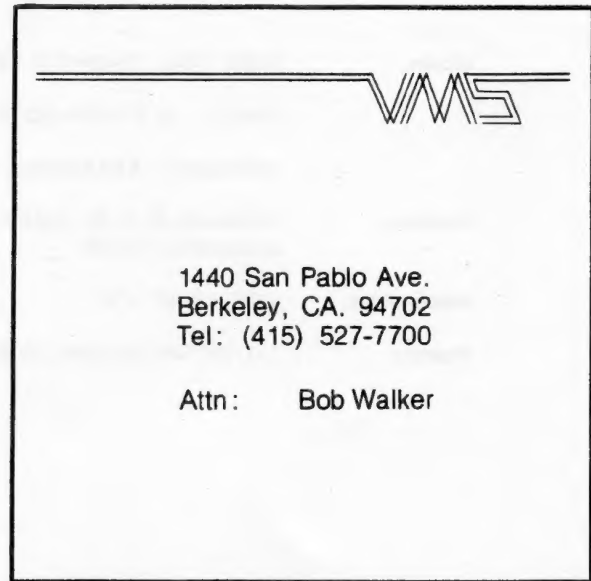 VMS
1440 San Pablo Ave.
Berkeley, CA. 94702
Tel: (415) 527-7700
Attn: Bob Walker